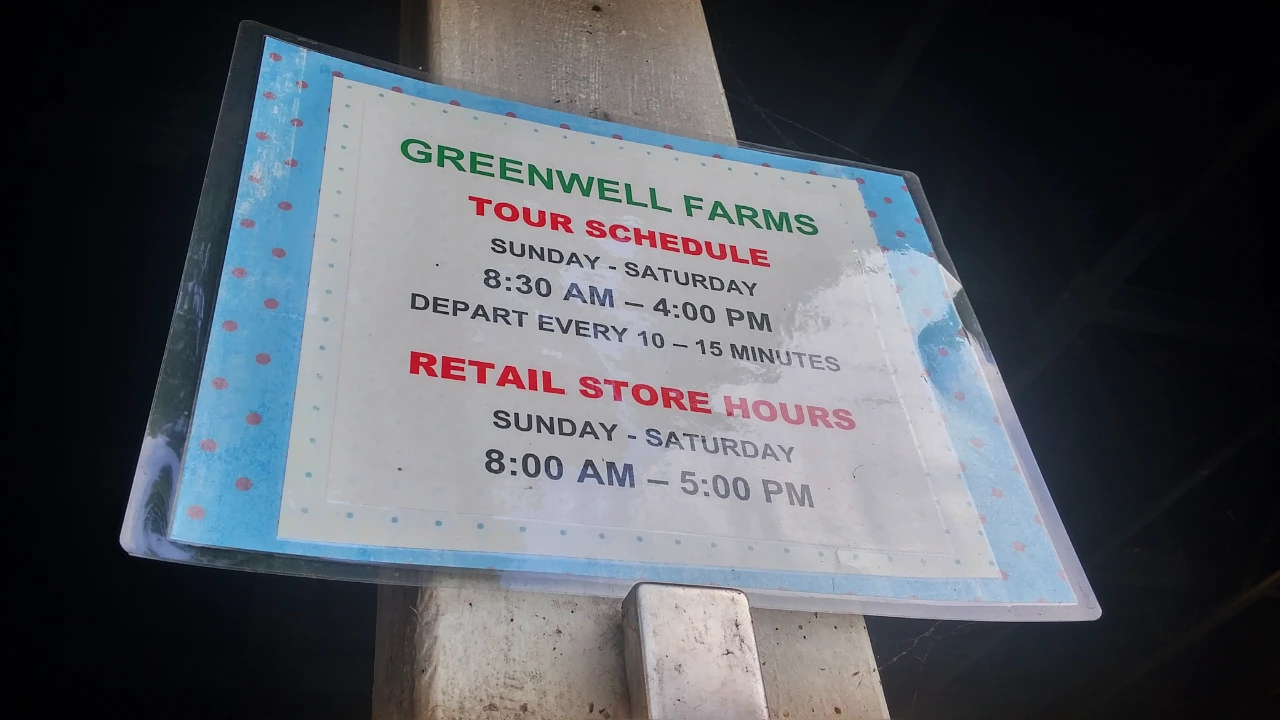 GREENWELL FARMS
TOUR SCHEDULE
SUNDAY - SATURDAY
8:30 AM – 4:00 PM
DEPART EVERY 10 – 15 MINUTES
RETAIL STORE HOURS
SUNDAY - SATURDAY
8:00 AM – 5:00 PM